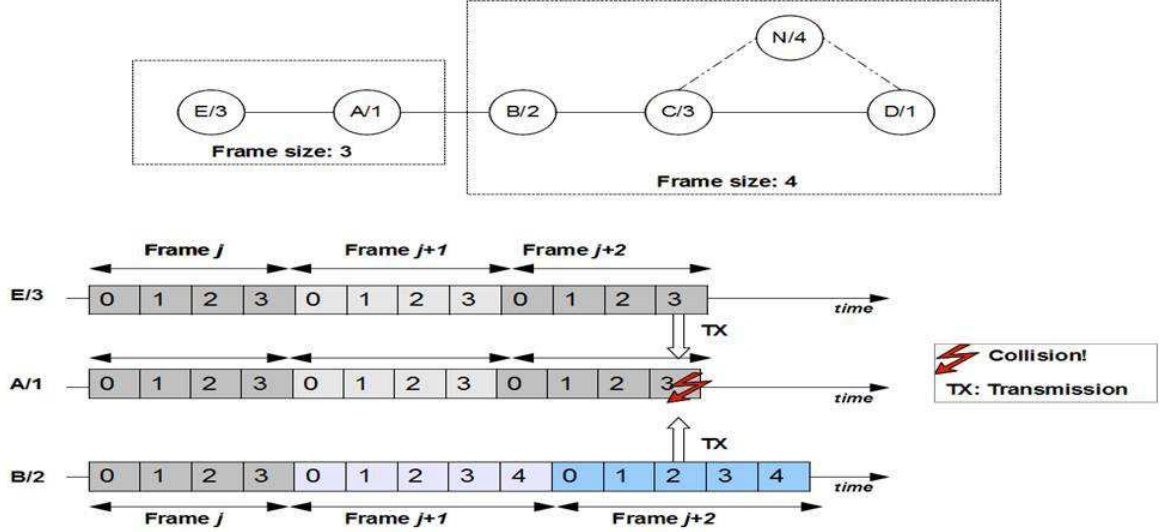 N/4
E/3 A/1 B/2 C/3 D/1
Frame size: 3
Frame size: 4
Frame j Frame j+1 Frame j+2
E/3 0 1 2 3 0 1 2 3 0 1 2 3 time
TX
Collision!
A/1 0 1 2 3 0 1 2 3 0 1 2 3 time
TX: Transmission
TX
B/2 0 1 2 3 0 1 2 3 4 0 1 2 3 4 time
Frame j Frame j+1 Frame j+2